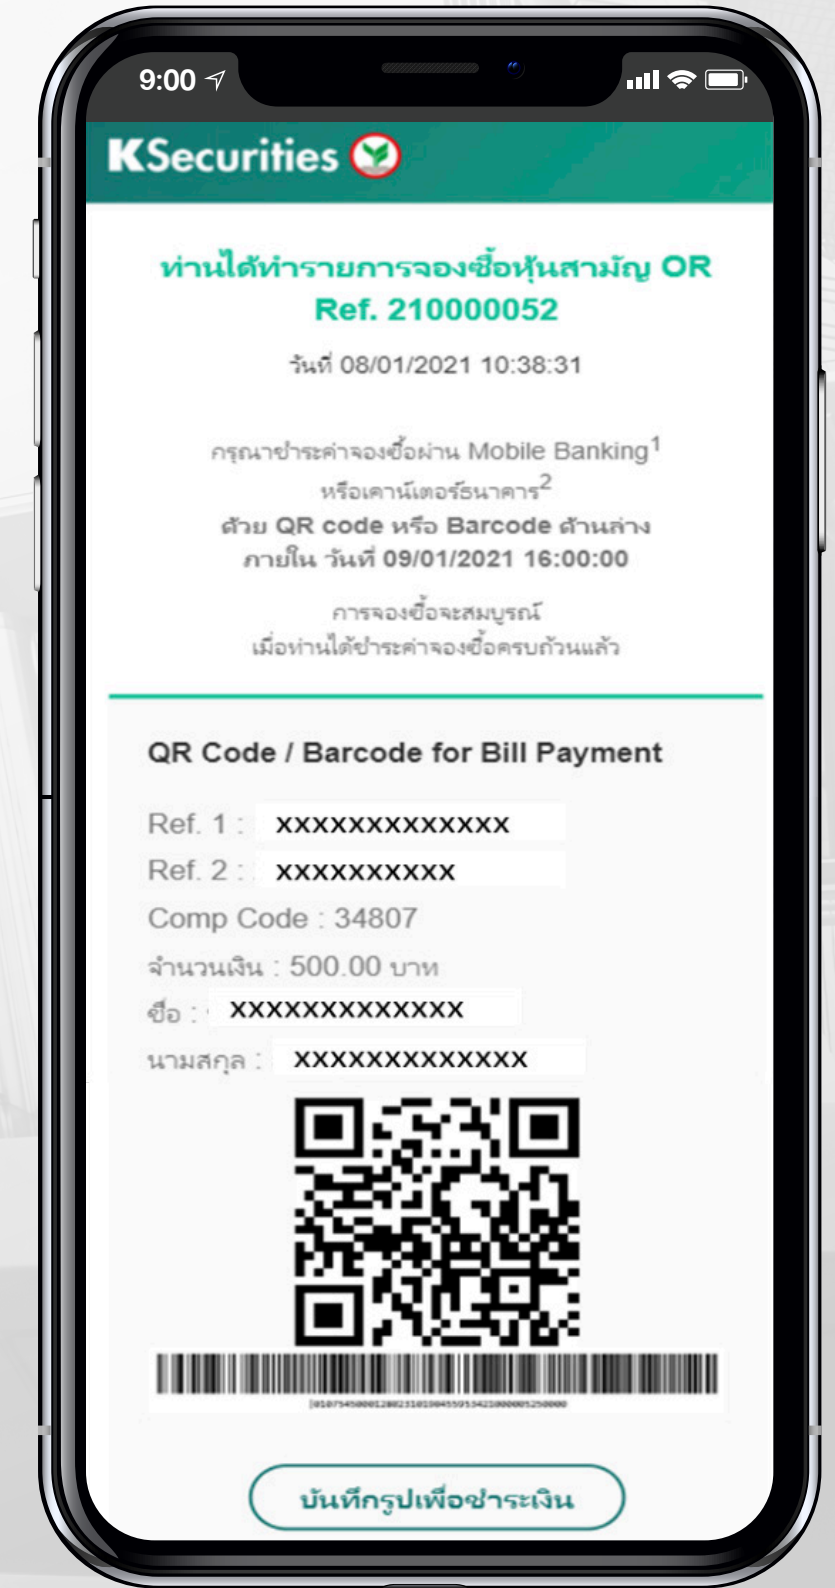 9:00
KSecurities
ท่านได้ทำรายการจองซื้อหุ้นสามัญ OR
Ref. 210000052
วันที่ 08/01/2021 10:38:31
กรุณาชำระค่าจองซื้อผ่าน Mobile Banking1
หรือเคาน์เตอร์ธนาคาร2
ด้วย QR code หรือ Barcode ด้านล่าง
ภายใน วันที่ 09/01/2021 16:00:00
การจองซื้อจะสมบูรณ์
เมื่อท่านได้ชำระค่าจองซื้อครบถ้วนแล้ว
QR Code / Barcode for Bill Payment
Ref. 1 : XXXXXXXXXXXXX
Ref. 2 : XXXXXXXXXX
Comp Code : 34807
จำนวนเงิน : 500.00 บาท
ชื่อ : XXXXXXXXXXXXX
นามสกุล : XXXXXXXXXXXXX
บันทึกรูปเพื่อชำระเงิน